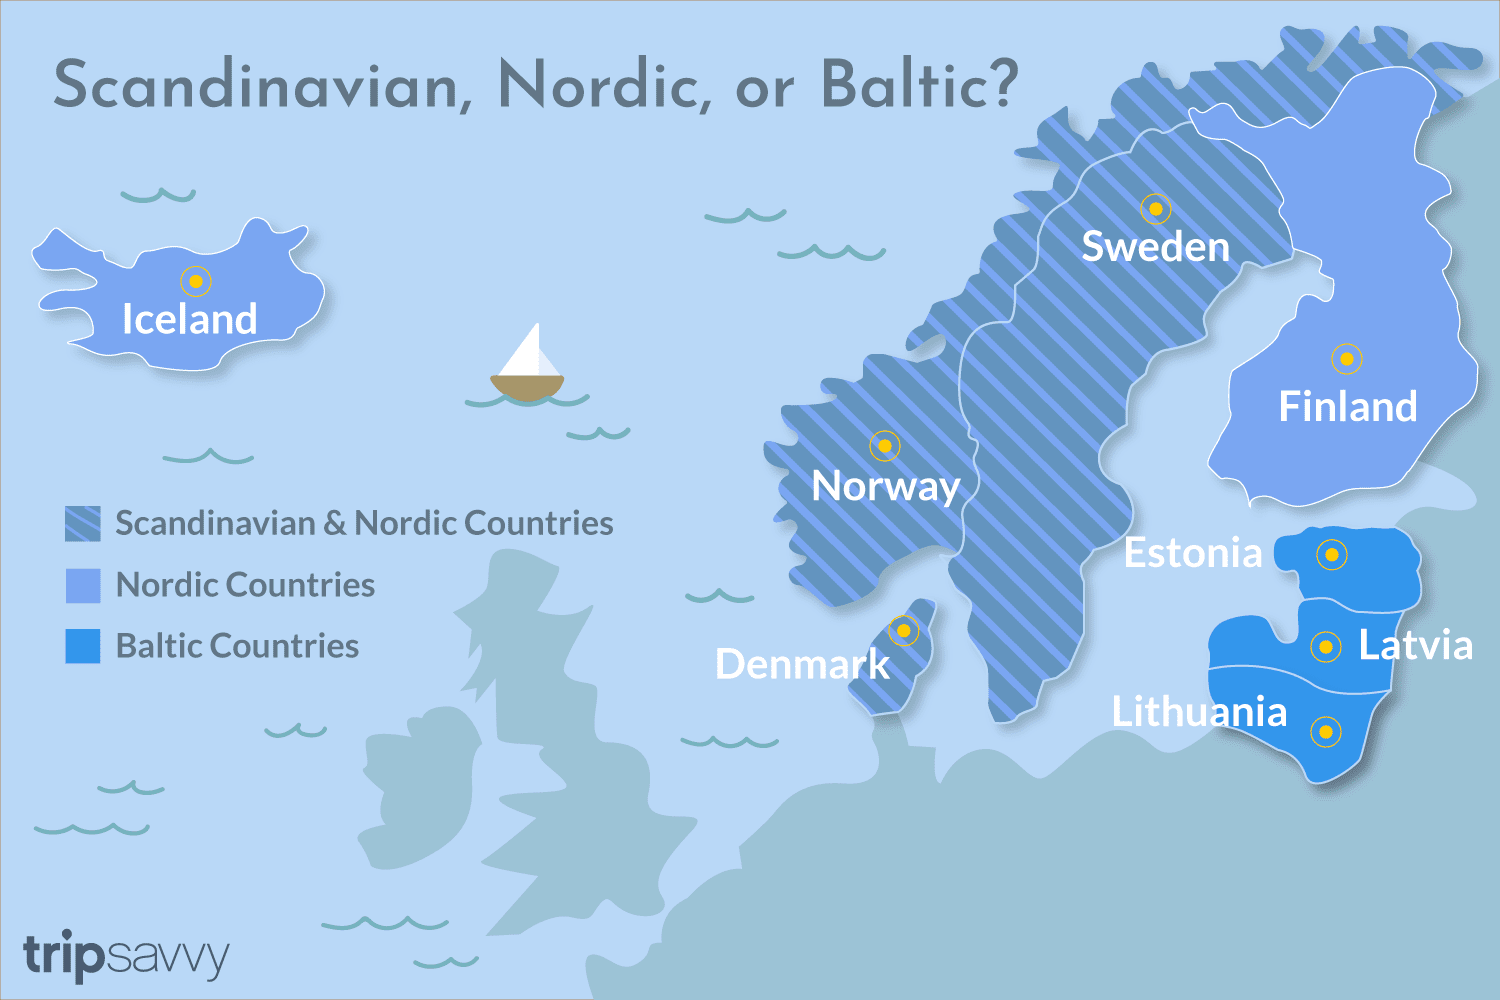 Scandinavian, Nordic, or Baltic?
Sweden
Iceland
Finland
Norway
Scandinavian & Nordic Countries
Estonia
Nordic Countries
Baltic Countries
Latvia
Denmark
Lithuania
tripsavvy